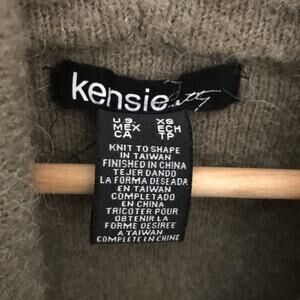 kensie
U.S. XS
MEX ECH
CA TP
KNIT TO SHAPE
IN TAIWAN
FINISHED IN CHINA
TEJER DANDO
LA FORMA DESEADA
EN TAIWAN
COMPLETADO
EN CHINA
TRICOTER POUR
OBTENIR LA
FORME DESIREE
A TAIWAN
COMPLETE EN CHINE